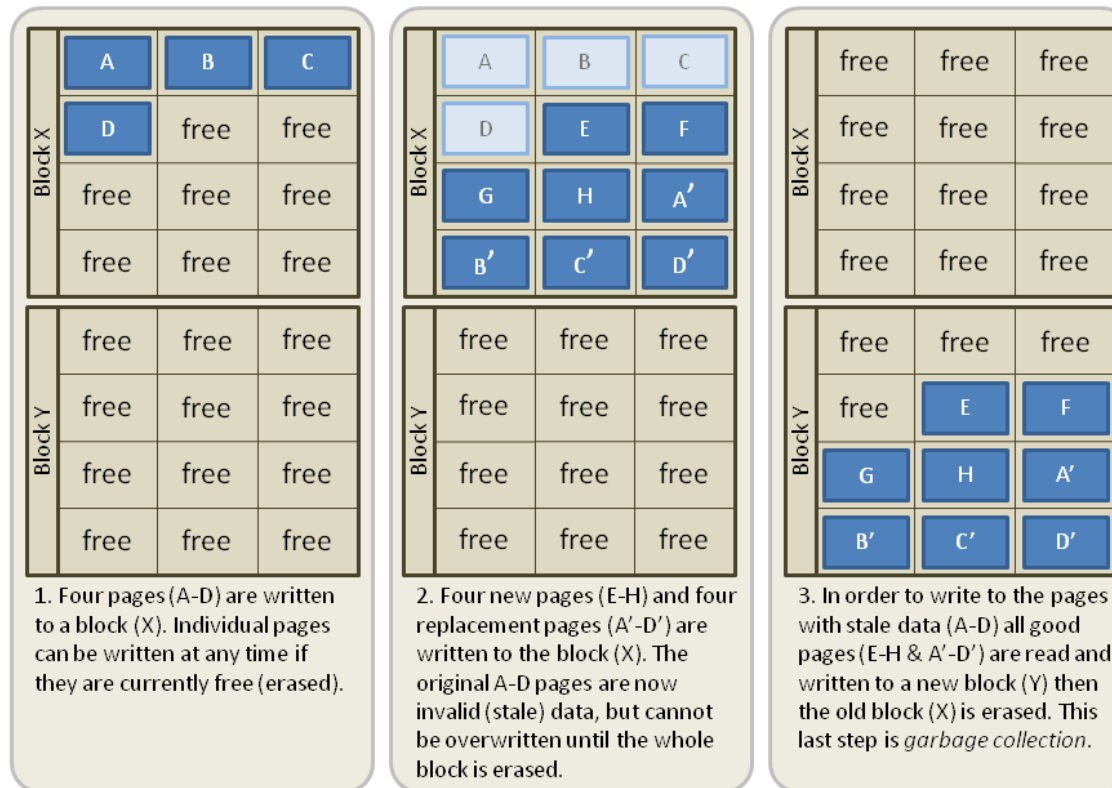 Block X
A B C
D free free
free free free
free free free
Block Y
free free free
free free free
free free free
free free free
1. Four pages (A-D) are written
to a block (X). Individual pages
can be written at any time if
they are currently free (erased).
Block X
A B C
D E F
G H A′
B′ C′ D′
Block Y
free free free
free free free
free free free
free free free
2. Four new pages (E-H) and four
replacement pages (A′-D′) are
written to the block (X). The
original A-D pages are now
invalid (stale) data, but cannot
be overwritten until the whole
block is erased.
Block X
free free free
free free free
free free free
free free free
Block Y
free free free
free E F
G H A′
B′ C′ D′
3. In order to write to the pages
with stale data (A-D) all good
pages (E-H & A′-D′) are read and
written to a new block (Y) then
the old block (X) is erased. This
last step is garbage collection.